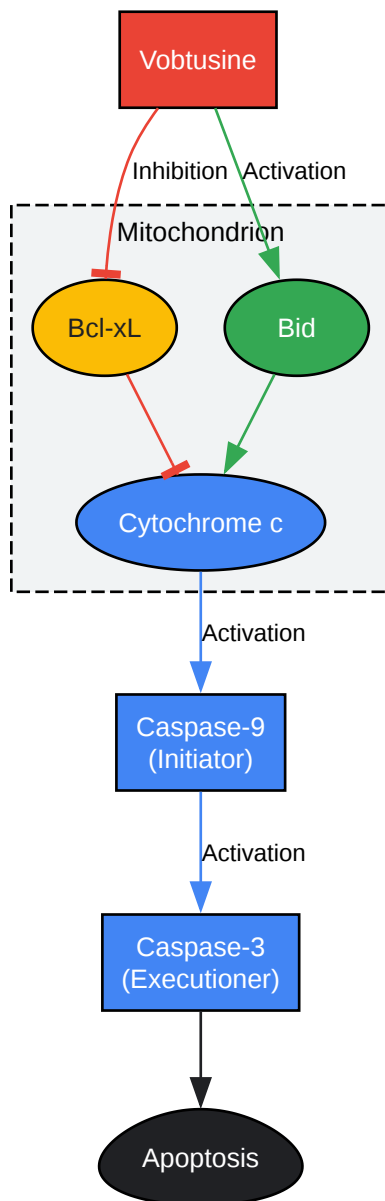 Vobtusine
Inhibition
Activation
Mitochondrion
Bcl-xL
Bid
Cytochrome c
Activation
Caspase-9
(Initiator)
Activation
Caspase-3
(Executioner)
Apoptosis